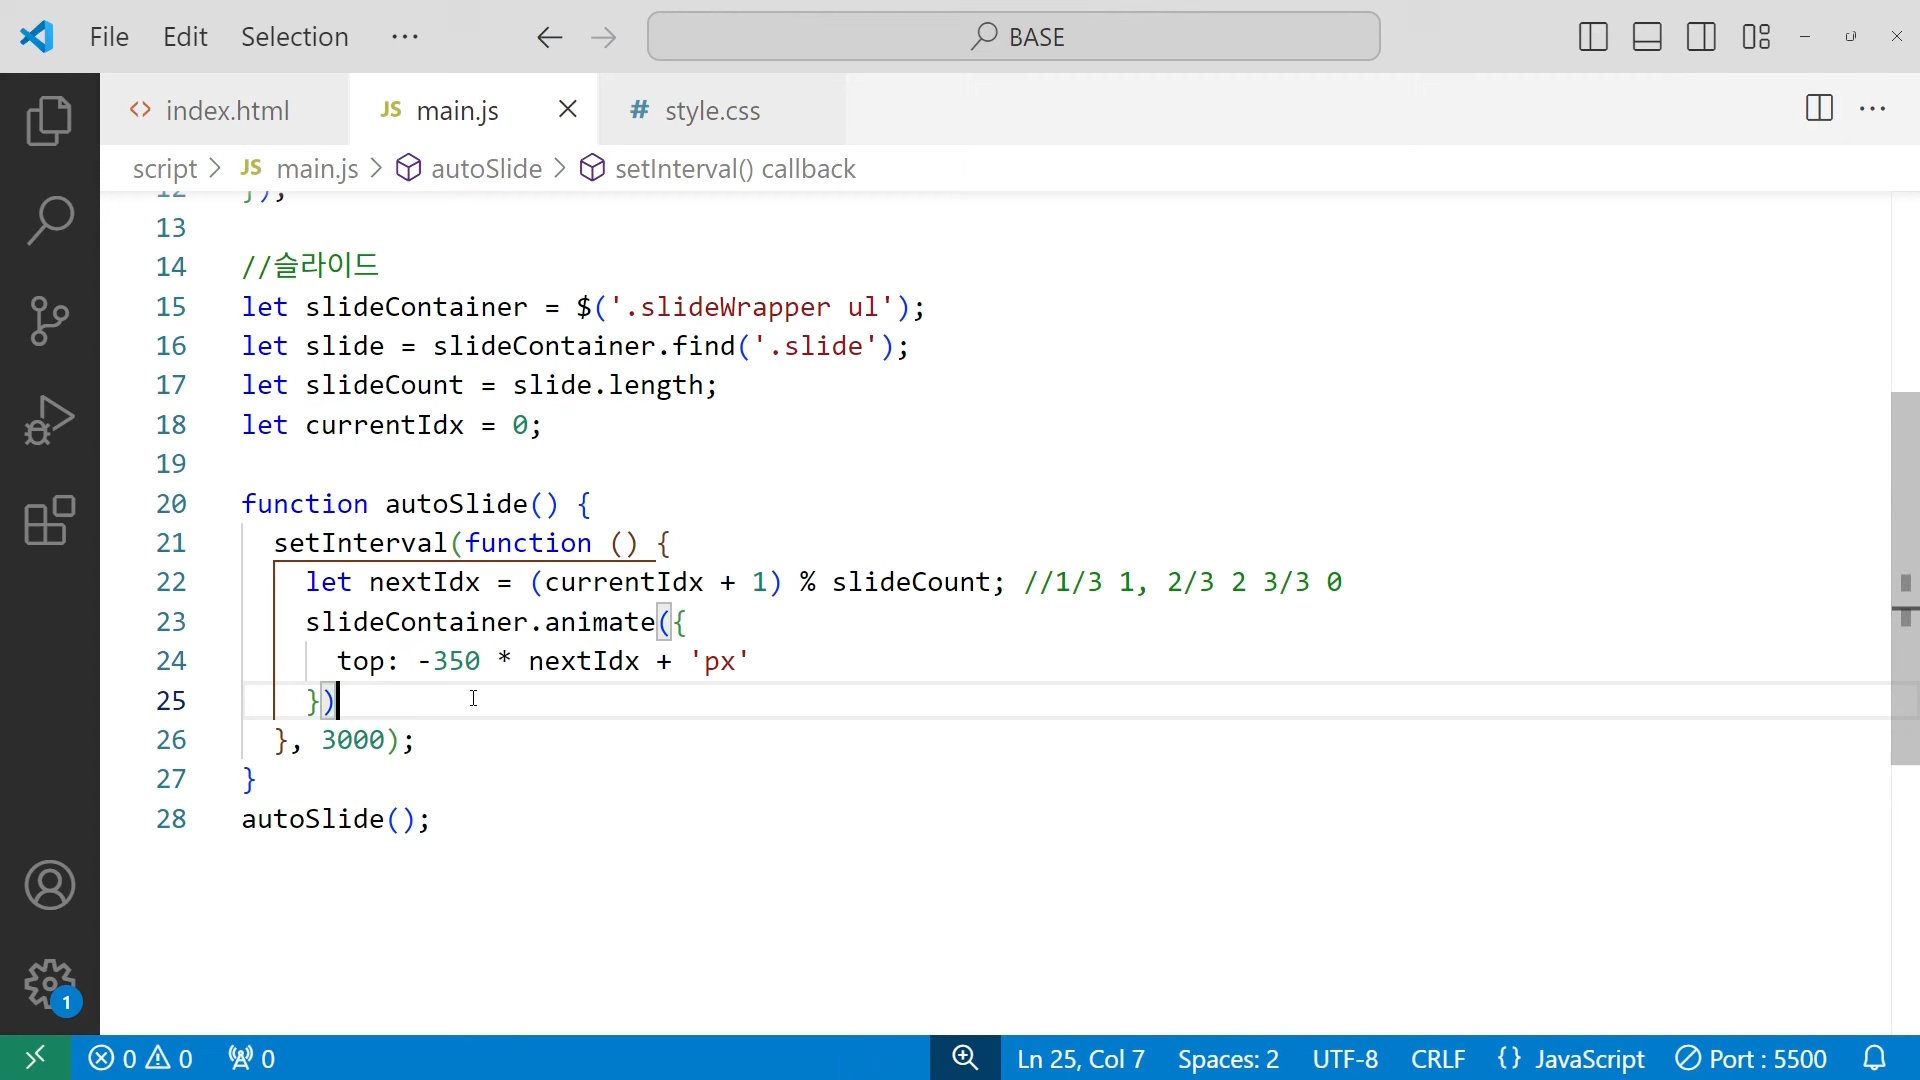 File Edit Selection ··· BASE
index.html JS main.js # style.css
script > JS main.js > autoSlide > setInterval() callback
12 });
13
14 //슬라이드
15 let slideContainer = $('.slideWrapper ul');
16 let slide = slideContainer.find('.slide');
17 let slideCount = slide.length;
18 let currentIdx = 0;
19
20 function autoSlide() {
21 setInterval(function () {
22 let nextIdx = (currentIdx + 1) % slideCount; //1/3 1, 2/3 2 3/3 0
23 slideContainer.animate({
24 top: -350 * nextIdx + 'px'
25 })
26 }, 3000);
27 }
28 autoSlide();
1
0 0 0 Ln 25, Col 7 Spaces: 2 UTF-8 CRLF {} JavaScript Port : 5500